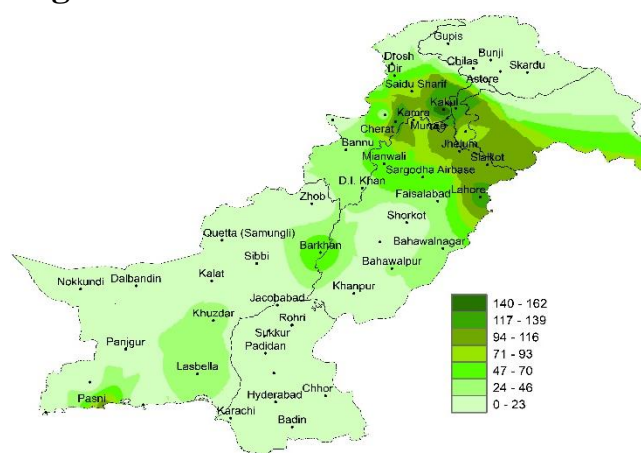 Gupis
Drosh
Dir
Chilas
Bunji
Skardu
Astore
Saidu Sharif
Kakul
Kamra
Cherat
Bannu
Jhelum
Mianwali
Sialkot
Sargodha Airbase
D.I. Khan
Faisalabad
Lahore
Zhob
Shorkot
Quetta (Samungli)
Barkhan
Bahawalnagar
Sibbi
Bahawalpur
Nokkundi
Dalbandin
Kalat
Khanpur
Jacobabad
Khuzdar
Rohri
Sukkur
Padidan
Panjgur
Lasbella
Pasni
Hyderabad
Chhor
Karachi
Badin
140 - 162
117 - 139
94 - 116
71 - 93
47 - 70
24 - 46
0 - 23